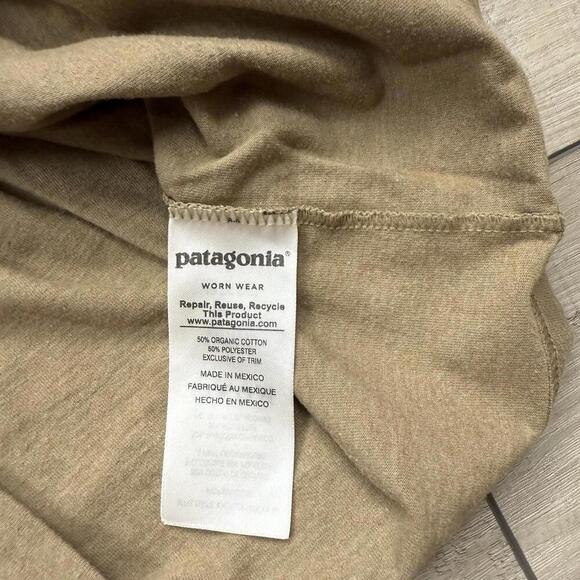 patagonia®
WORN WEAR
Repair, Reuse, Recycle
This Product
www.patagonia.com
50% ORGANIC COTTON
50% POLYESTER
EXCLUSIVE OF TRIM
MADE IN MEXICO
FABRIQUÉ AU MEXIQUE
HECHO EN MEXICO